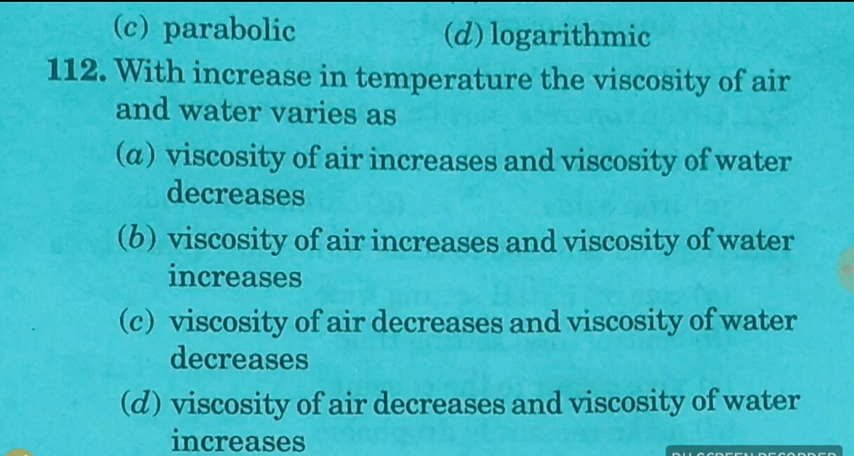 (c) parabolic (d) logarithmic
112. With increase in temperature the viscosity of air
and water varies as
(a) viscosity of air increases and viscosity of water
decreases
(b) viscosity of air increases and viscosity of water
increases
(c) viscosity of air decreases and viscosity of water
decreases
(d) viscosity of air decreases and viscosity of water
increases